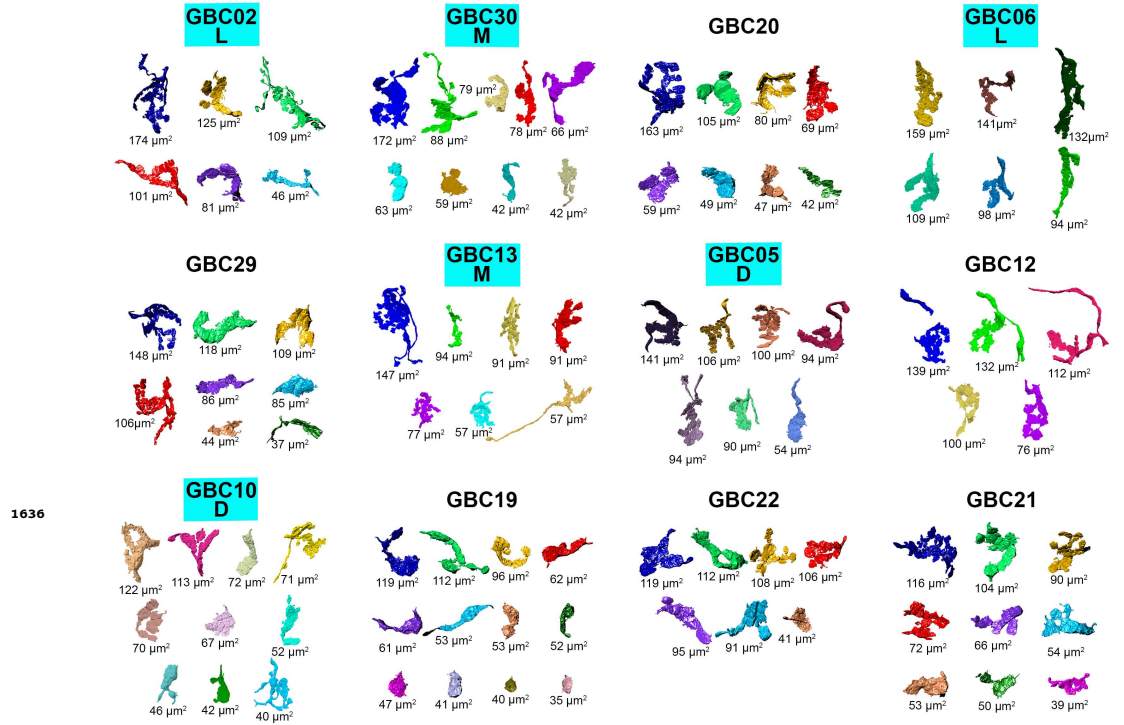 GBC02
L
GBC30
M
GBC20
GBC06
L
174 µm²
125 µm²
109 µm²
172 µm²
88 µm²
79 µm²
78 µm²
66 µm²
163 µm²
105 µm²
80 µm²
69 µm²
159 µm²
141µm²
132µm²
101 µm²
81 µm²
46 µm²
63 µm²
59 µm²
42 µm²
42 µm²
59 µm²
49 µm²
47 µm²
42 µm²
109 µm²
98 µm²
94 µm²
GBC29
GBC13
M
GBC05
D
GBC12
148 µm²
118 µm²
109 µm²
147 µm²
94 µm²
91 µm²
91 µm²
141 µm²
106 µm²
100 µm²
94 µm²
139 µm²
132 µm²
112 µm²
106µm²
86 µm²
85 µm²
44 µm²
37 µm²
77 µm²
57 µm²
57 µm²
94 µm²
90 µm²
54 µm²
100 µm²
76 µm²
1636
GBC10
D
GBC19
GBC22
GBC21
122 µm²
113 µm²
72 µm²
71 µm²
119 µm²
112 µm²
96 µm²
62 µm²
119 µm²
112 µm²
108 µm²
106 µm²
116 µm²
104 µm²
90 µm²
70 µm²
67 µm²
52 µm²
61 µm²
53 µm²
53 µm²
52 µm²
95 µm²
91 µm²
41 µm²
72 µm²
66 µm²
54 µm²
46 µm²
42 µm²
40 µm²
47 µm²
41 µm²
40 µm²
35 µm²
53 µm²
50 µm²
39 µm²